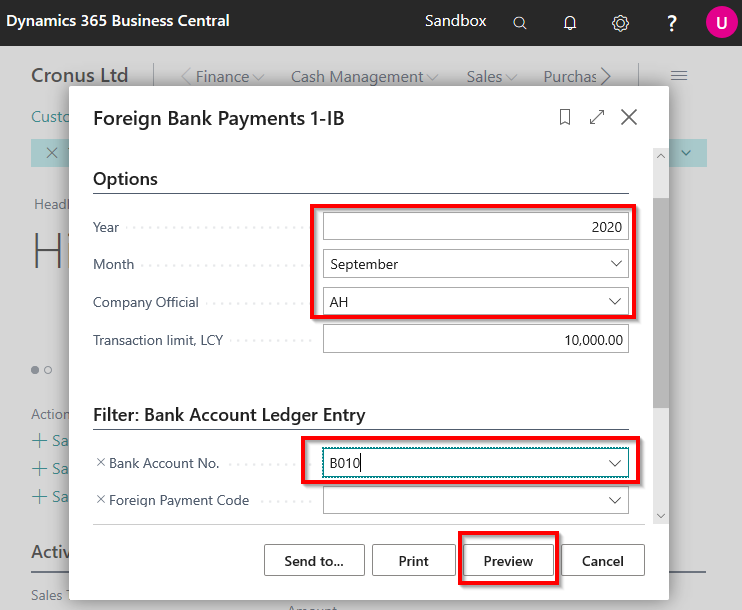 Dynamics 365 Business Central
Sandbox
?
U
Cronus Ltd
Finance
Cash Management
Sales
Purchas
Foreign Bank Payments 1-IB
Custo
Options
Headl
Year
2020
Hi
Month
September
Company Official
AH
Transaction limit, LCY
10,000.00
Action
Filter: Bank Account Ledger Entry
+ Sa
Bank Account No.
B010
+ Sa
+ Sa
Foreign Payment Code
Activ
Send to...
Print
Preview
Cancel
Sales
Amount